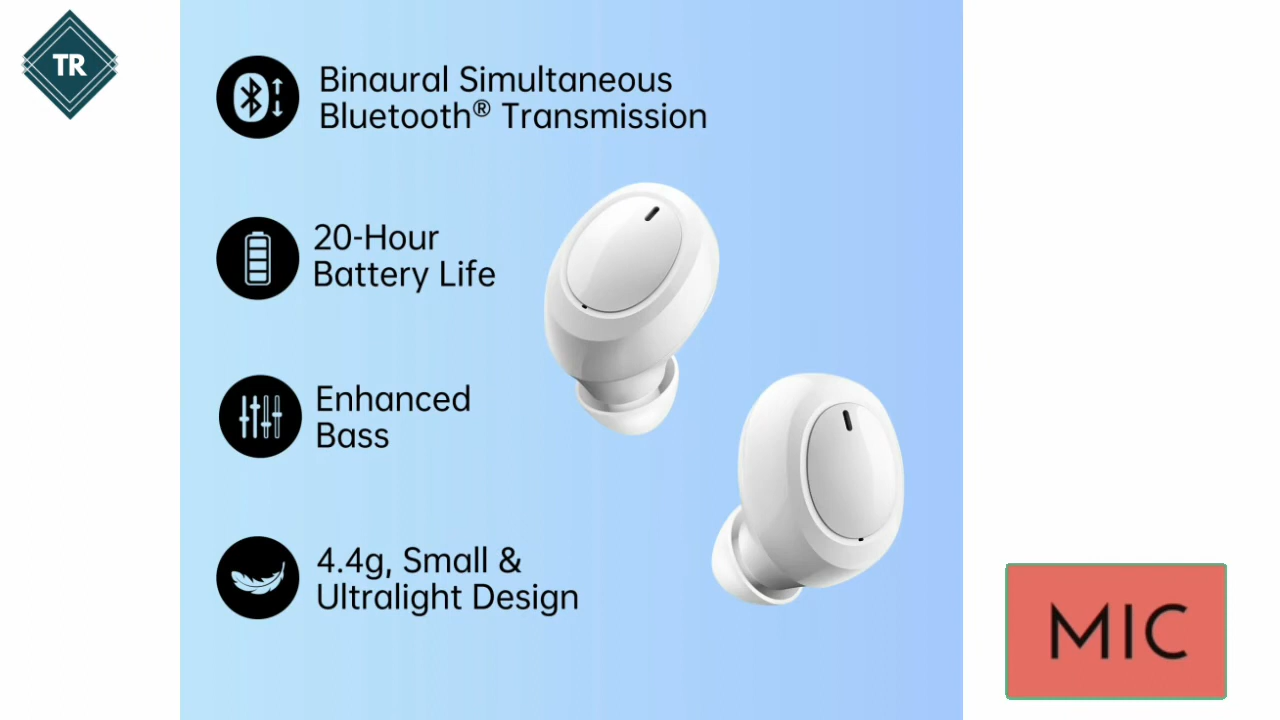 TR
Binaural Simultaneous
Bluetooth® Transmission
20-Hour
Battery Life
Enhanced
Bass
4.4g, Small &
Ultralight Design
MIC